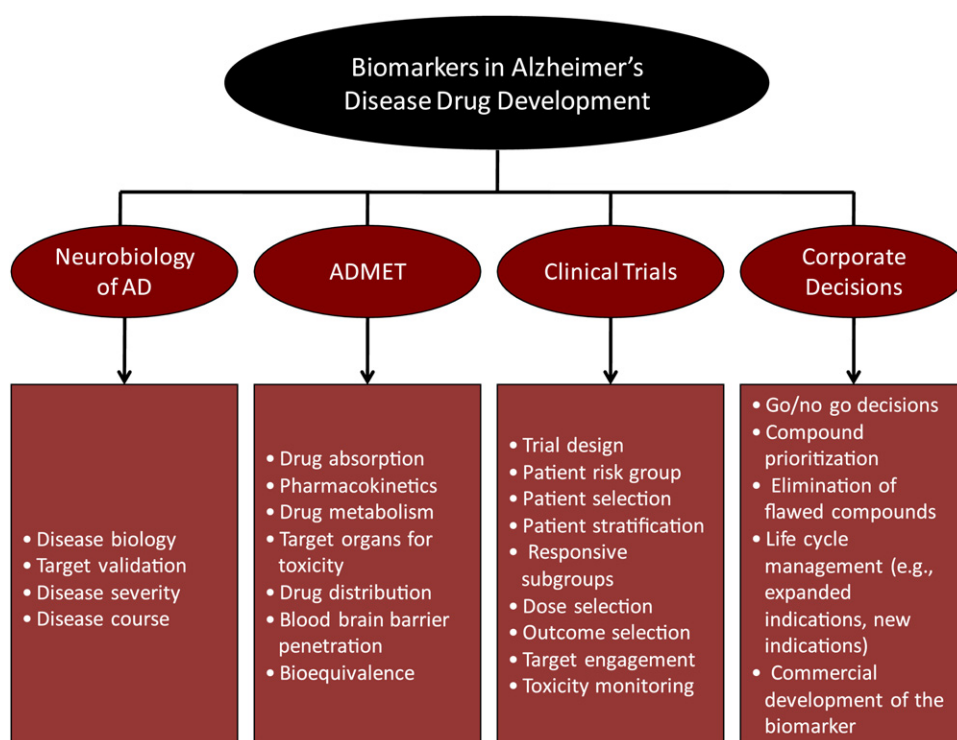 Biomarkers in Alzheimer's
Disease Drug Development
Neurobiology
of AD
ADMET
Clinical Trials
Corporate
Decisions
• Disease biology
• Target validation
• Disease severity
• Disease course
• Drug absorption
• Pharmacokinetics
• Drug metabolism
• Target organs for
toxicity
• Drug distribution
• Blood brain barrier
penetration
• Bioequivalence
• Trial design
• Patient risk group
• Patient selection
• Patient stratification
• Responsive
subgroups
• Dose selection
• Outcome selection
• Target engagement
• Toxicity monitoring
• Go/no go decisions
• Compound
prioritization
• Elimination of
flawed compounds
• Life cycle
management (e.g.,
expanded
indications, new
indications)
• Commercial
development of the
biomarker